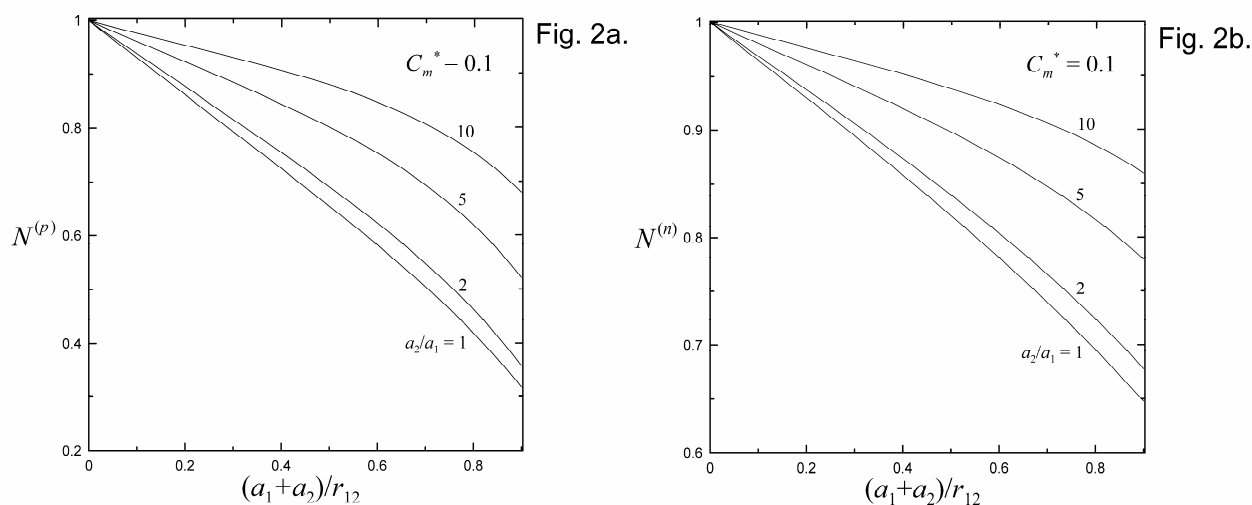 Fig. 2a.
C_m^* – 0.1
N^(p)
1
0.8
0.6
0.4
0.2
10
5
2
a_2/a_1 = 1
0 0.2 0.4 0.6 0.8
(a_1+a_2)/r_12
Fig. 2b.
C_m^* = 0.1
N^(n)
1
0.9
0.8
0.7
0.6
10
5
2
a_2/a_1 = 1
0 0.2 0.4 0.6 0.8
(a_1+a_2)/r_12